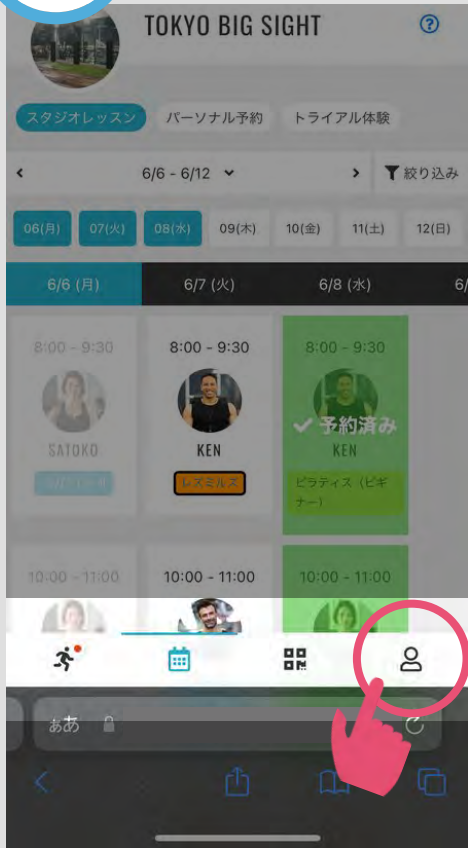 TOKYO BIG SIGHT
スタジオレッスン パーソナル予約 トライアル体験
6/6 - 6/12 絞り込み
06(月) 07(火) 08(水) 09(木) 10(金) 11(土) 12(日)
6/6 (月) 6/7 (火) 6/8 (水) 6/
8:00 - 9:30 8:00 - 9:30 8:00 - 9:30
予約済み
SATOKO KEN KEN
レズミルズ ピラティス（ビギ
ナー）
10:00 - 11:00 10:00 - 11:00 10:00 - 11:00
ああ